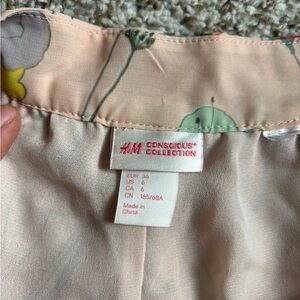 H&M CONSCIOUS*
COLLECTION
EUR 36
US 6
CA 6
CN 165/68A
Made in
China